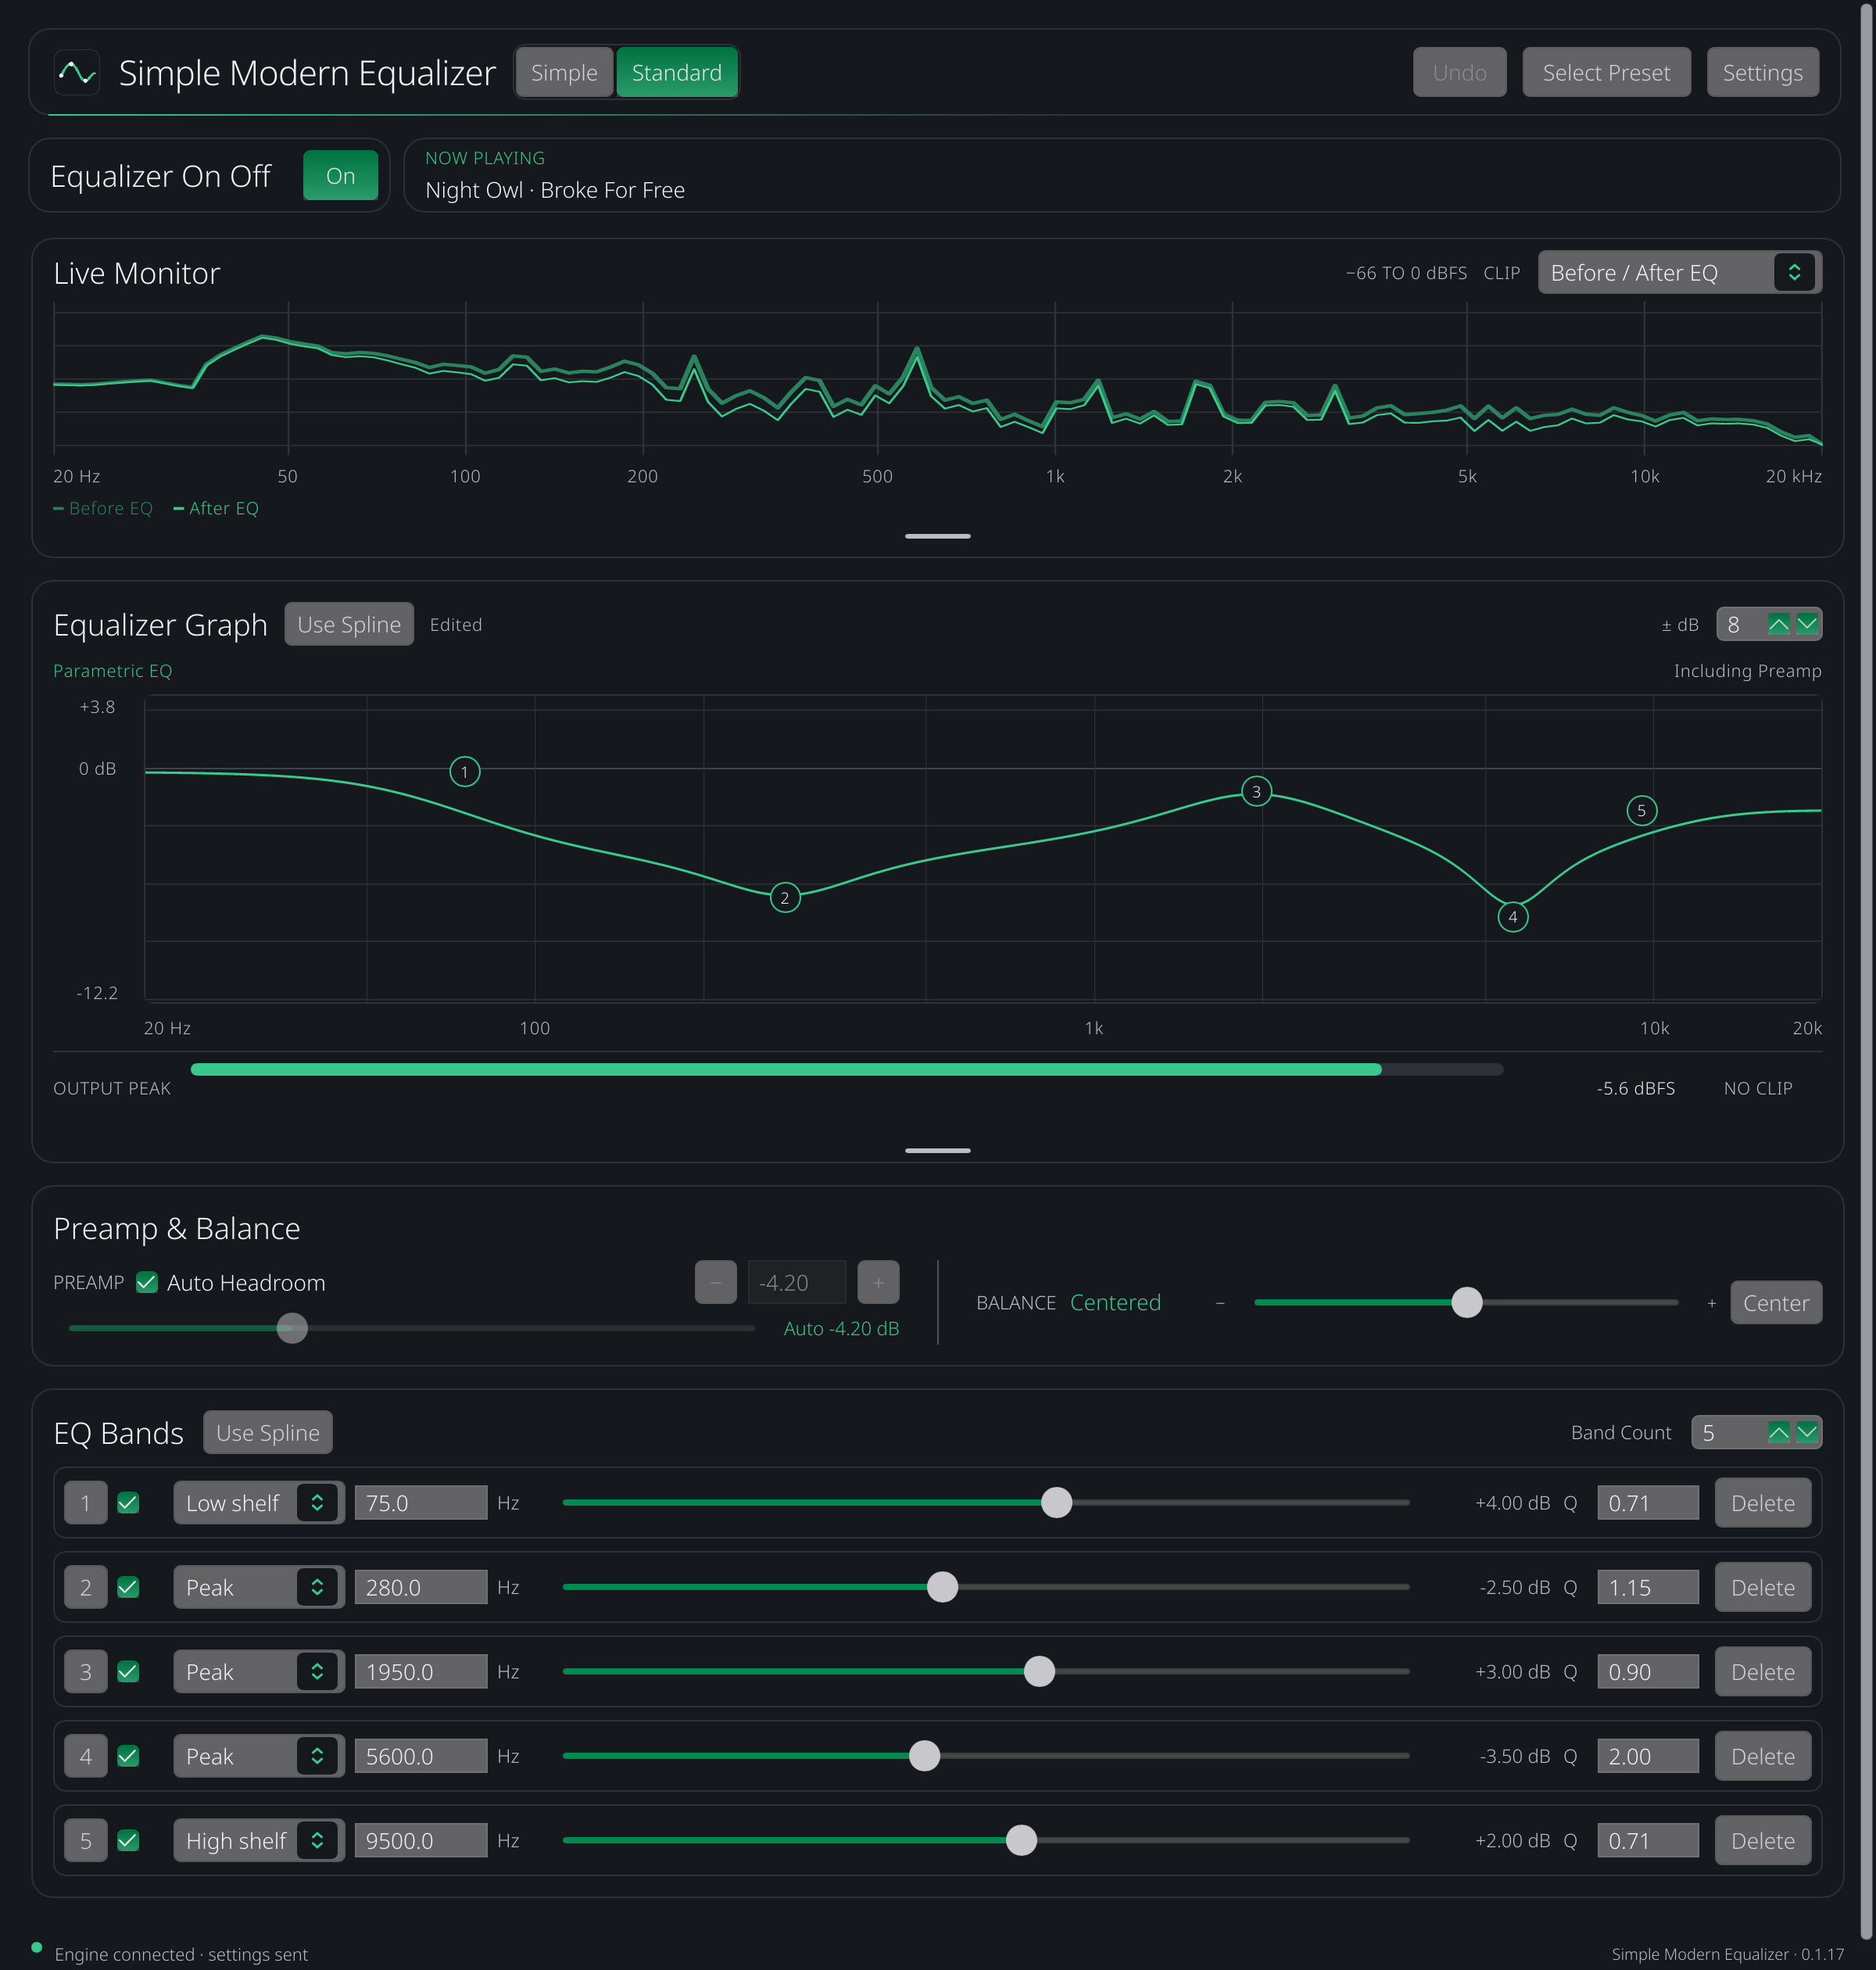 Simple Modern Equalizer Simple Standard Undo Select Preset Settings
Equalizer On Off On
NOW PLAYING
Night Owl · Broke For Free
Live Monitor −66 TO 0 dBFS CLIP Before / After EQ
20 Hz 50 100 200 500 1k 2k 5k 10k 20 kHz
Before EQ After EQ
Equalizer Graph Use Spline Edited ± dB 8
Parametric EQ Including Preamp
+3.8
0 dB
1
3
5
2
4
-12.2
20 Hz 100 1k 10k 20k
OUTPUT PEAK -5.6 dBFS NO CLIP
Preamp & Balance
PREAMP Auto Headroom − -4.20 +
Auto -4.20 dB
BALANCE Centered − + Center
EQ Bands Use Spline Band Count 5
1 Low shelf 75.0 Hz +4.00 dB Q 0.71 Delete
2 Peak 280.0 Hz -2.50 dB Q 1.15 Delete
3 Peak 1950.0 Hz +3.00 dB Q 0.90 Delete
4 Peak 5600.0 Hz -3.50 dB Q 2.00 Delete
5 High shelf 9500.0 Hz +2.00 dB Q 0.71 Delete
Engine connected · settings sent Simple Modern Equalizer · 0.1.17